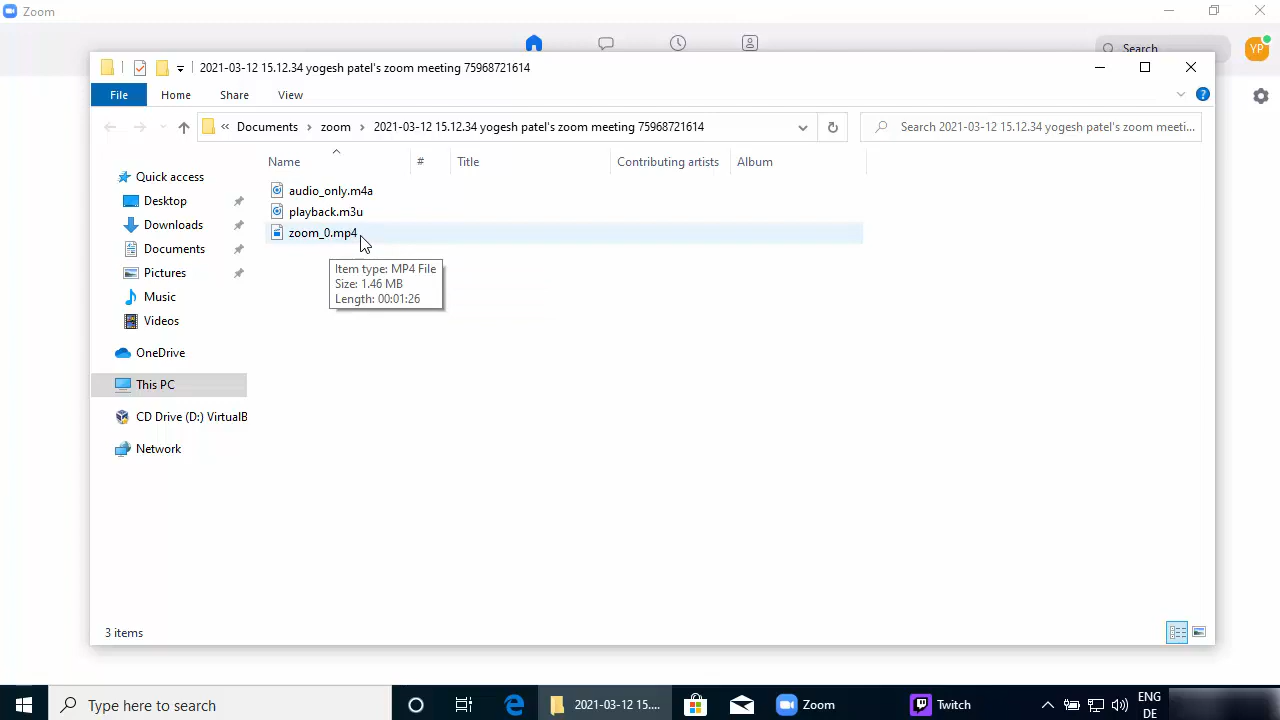 Zoom
Search
YP
2021-03-12 15.12.34 yogesh patel's zoom meeting 75968721614
File
Home
Share
View
« Documents > zoom > 2021-03-12 15.12.34 yogesh patel's zoom meeting 75968721614
Search 2021-03-12 15.12.34 yogesh patel's zoom meeti...
Name
#
Title
Contributing artists
Album
Quick access
Desktop
Downloads
Documents
Pictures
Music
Videos
OneDrive
This PC
CD Drive (D:) VirtualB
Network
audio_only.m4a
playback.m3u
zoom_0.mp4
Item type: MP4 File
Size: 1.46 MB
Length: 00:01:26
3 items
Type here to search
2021-03-12 15....
Zoom
Twitch
ENG
DE